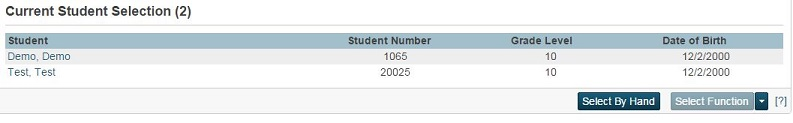 Current Student Selection (2)
Student Student Number Grade Level Date of Birth
Demo, Demo 1065 10 12/2/2000
Test, Test 20025 10 12/2/2000
Select By Hand Select Function [?]